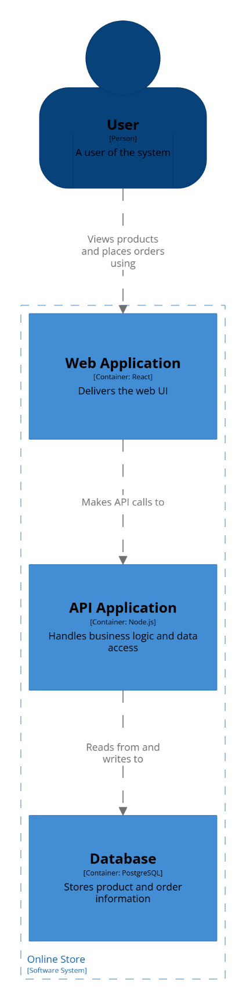 User
[Person]
A user of the system
Views products
and places orders
using
Web Application
[Container: React]
Delivers the web UI
Makes API calls to
API Application
[Container: Node.js]
Handles business logic and data
access
Reads from and
writes to
Database
[Container: PostgreSQL]
Stores product and order
information
Online Store
[Software System]